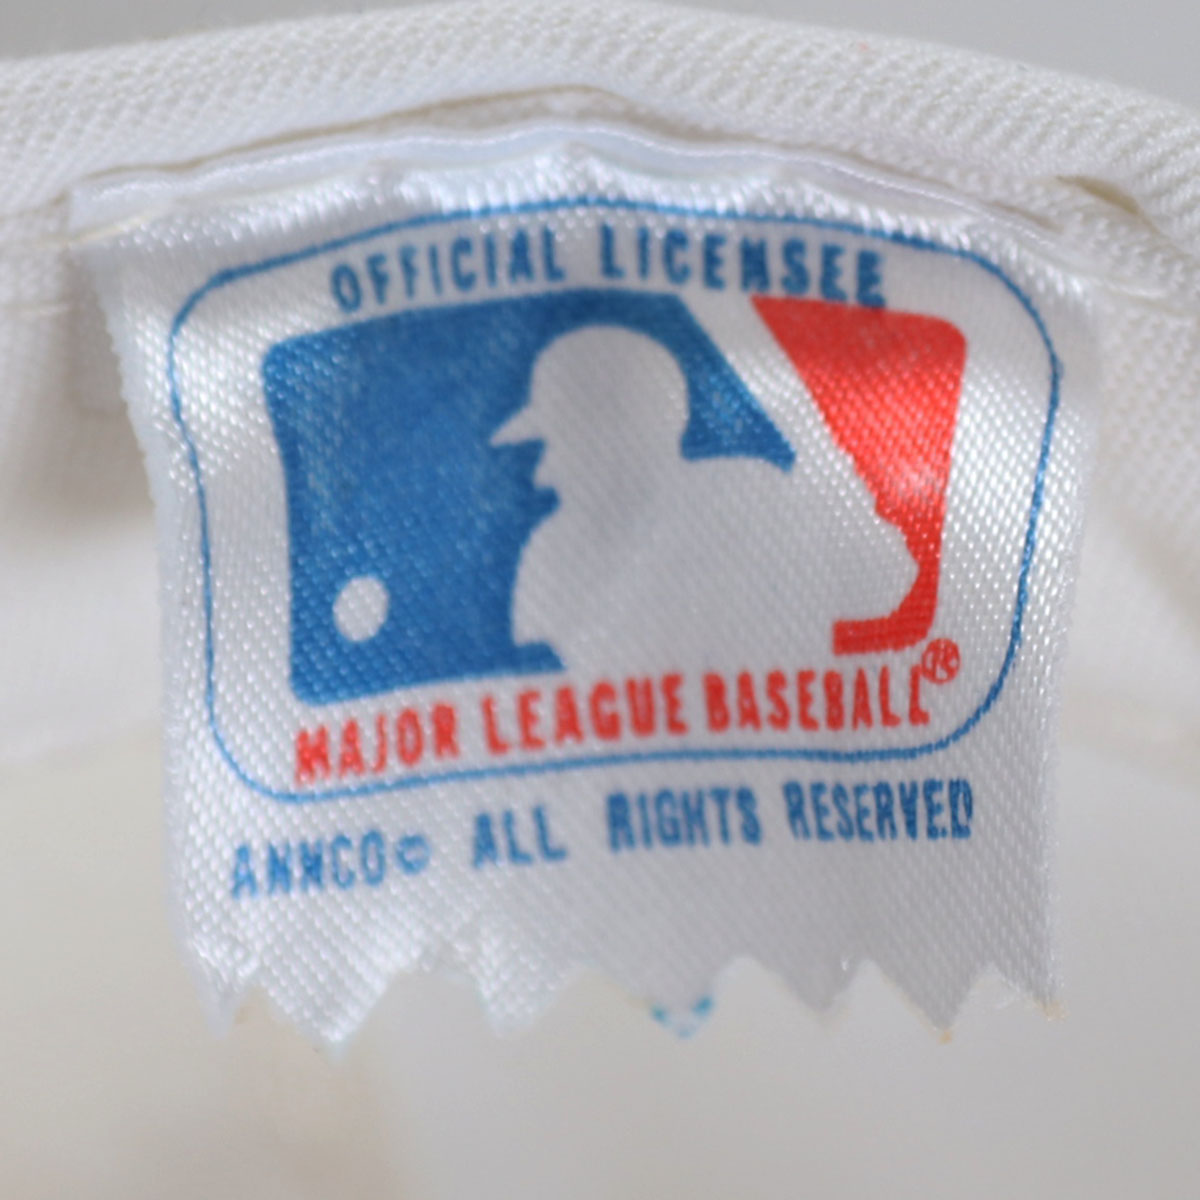 OFFICIAL LICENSEE
MAJOR LEAGUE BASEBALL®
ANNCO© ALL RIGHTS RESERVED